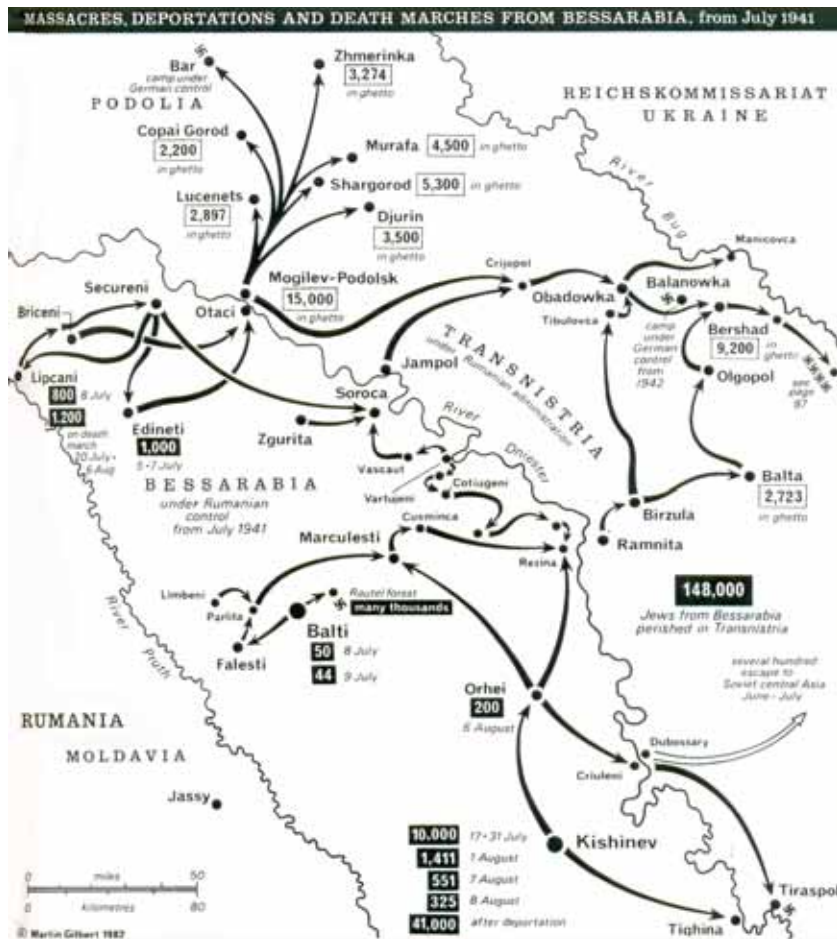 MASSACRES, DEPORTATIONS AND DEATH MARCHES FROM BESSARABIA, from July 1941
Bar
camp under
German control
PODOLIA
Zhmerinka
3,274
in ghetto
REICHSKOMMISSARIAT
UKRAINE
Copai Gorod
2,200
in ghetto
Murafa 4,500 in ghetto
Shargorod 5,300 in ghetto
Lucenets
2,897
in ghetto
Djurin
3,500
in ghetto
River Bug
Manicovca
Mogilev-Podolsk
15,000
in ghetto
Crijopol
Obadowka
Balanowka
camp
under
German
control
from
1942
Tibulovca
Bershad
9,200 in
ghetto
see
page
Secureni
Briceni
Otaci
Lipcani
800 8 July
1,200
on death
march
20 July-
6 Aug
Edineti
1,000
5-7 July
Jampol
TRANSNISTRIA
under Rumanian administration
Olgopol
Soroca
Zgurita
River Dniester
Vascaut
Vartujeni
Cotiugeni
BESSARABIA
under Rumanian
control
from July 1941
Balta
2,723
in ghetto
Birzula
Ramnita
Cusminca
Marculesti
Rezina
Limbeni
Parlita
Rautel forest
many thousands
Falesti
Balti
50 8 July
44 9 July
148,000
Jews from Bessarabia
perished in Transnistria
River Pruth
several hundred
escape to
Soviet central Asia
June-July
Orhei
200
6 August
RUMANIA
MOLDAVIA
Jassy
Dubossary
Criuleni
Kishinev
10,000 17-31 July
1,411 1 August
551 7 August
325 8 August
41,000 after deportation
Tiraspol
Tighina
0 miles 50
0 kilometres 80
© Martin Gilbert 1982